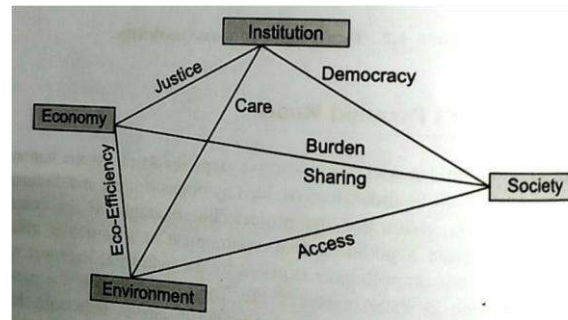 Institution
Justice
Democracy
Care
Economy
Burden
Sharing
Society
Eco-Efficiency
Access
Environment